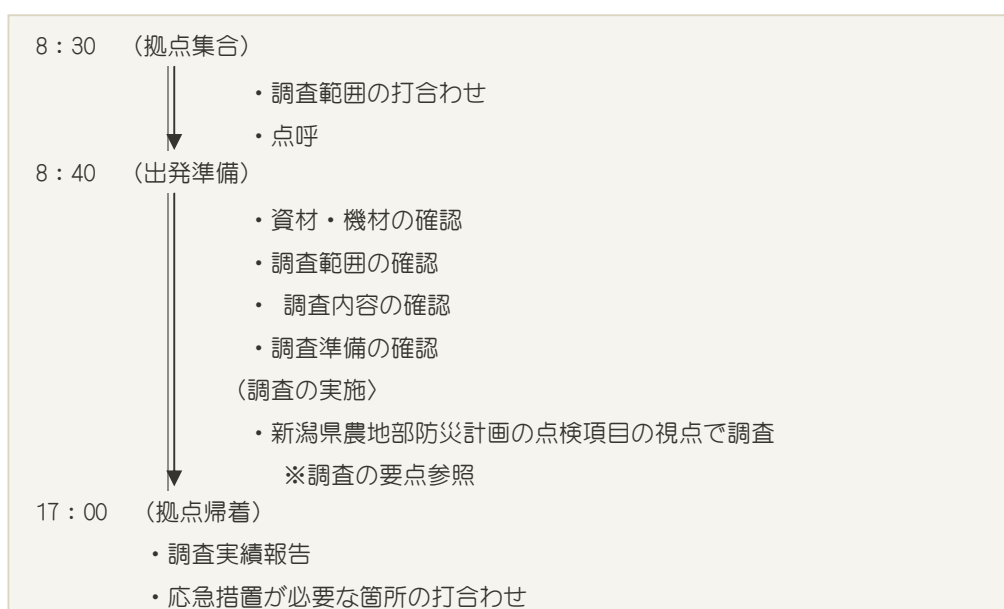 8：30　（拠点集合）
・調査範囲の打合わせ
・点呼
8：40　（出発準備）
・資材・機材の確認
・調査範囲の確認
・ 調査内容の確認
・調査準備の確認
（調査の実施〉
・新潟県農地部防災計画の点検項目の視点で調査
※調査の要点参照
17：00　（拠点帰着）
・調査実績報告
・応急措置が必要な箇所の打合わせ